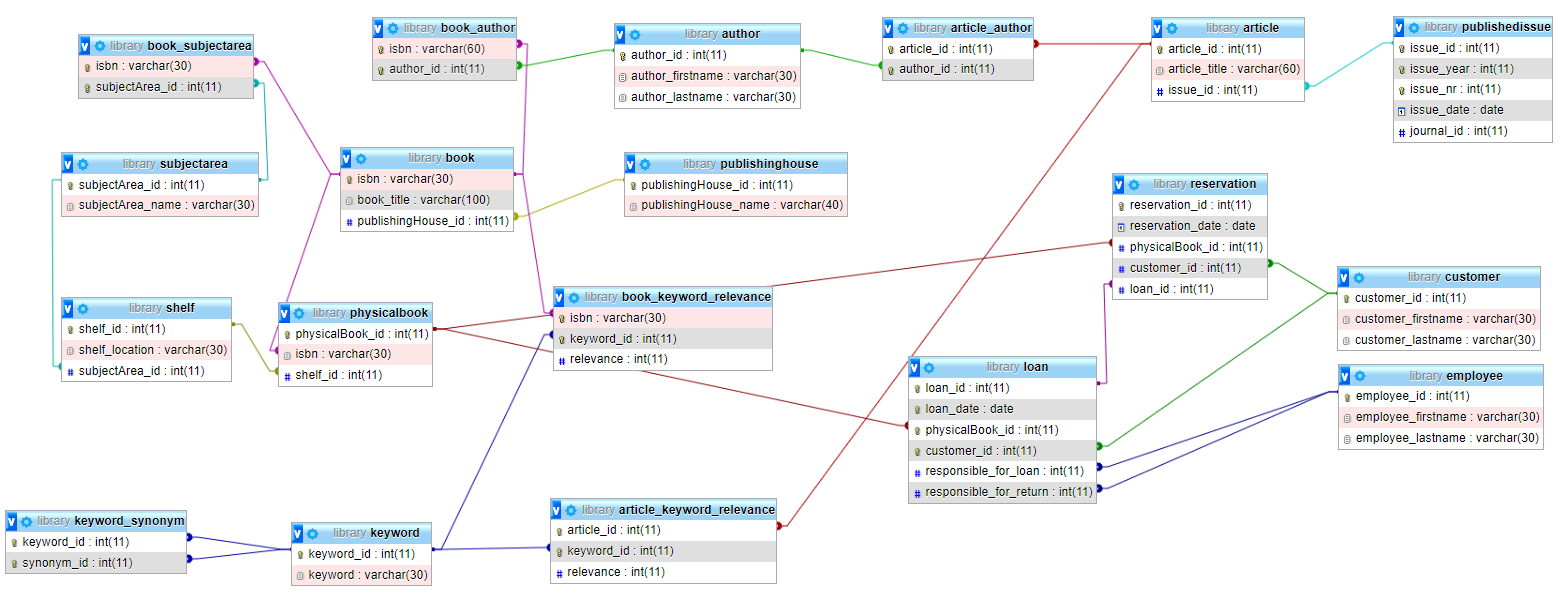 library book_subjectarea
isbn : varchar(30)
subjectArea_id : int(11)
library book_author
isbn : varchar(60)
author_id : int(11)
library author
author_id : int(11)
author_firstname : varchar(30)
author_lastname : varchar(30)
library article_author
article_id : int(11)
author_id : int(11)
library article
article_id : int(11)
article_title : varchar(60)
issue_id : int(11)
library publishedissue
issue_id : int(11)
issue_year : int(11)
issue_nr : int(11)
issue_date : date
journal_id : int(11)
library subjectarea
subjectArea_id : int(11)
subjectArea_name : varchar(30)
library book
isbn : varchar(30)
book_title : varchar(100)
publishingHouse_id : int(11)
library publishinghouse
publishingHouse_id : int(11)
publishingHouse_name : varchar(40)
library reservation
reservation_id : int(11)
reservation_date : date
physicalBook_id : int(11)
customer_id : int(11)
loan_id : int(11)
library customer
customer_id : int(11)
customer_firstname : varchar(30)
customer_lastname : varchar(30)
library shelf
shelf_id : int(11)
shelf_location : varchar(30)
subjectArea_id : int(11)
library physicalbook
physicalBook_id : int(11)
isbn : varchar(30)
shelf_id : int(11)
library book_keyword_relevance
isbn : varchar(30)
keyword_id : int(11)
relevance : int(11)
library loan
loan_id : int(11)
loan_date : date
physicalBook_id : int(11)
customer_id : int(11)
responsible_for_loan : int(11)
responsible_for_return : int(11)
library employee
employee_id : int(11)
employee_firstname : varchar(30)
employee_lastname : varchar(30)
library keyword_synonym
keyword_id : int(11)
synonym_id : int(11)
library keyword
keyword_id : int(11)
keyword : varchar(30)
library article_keyword_relevance
article_id : int(11)
keyword_id : int(11)
relevance : int(11)